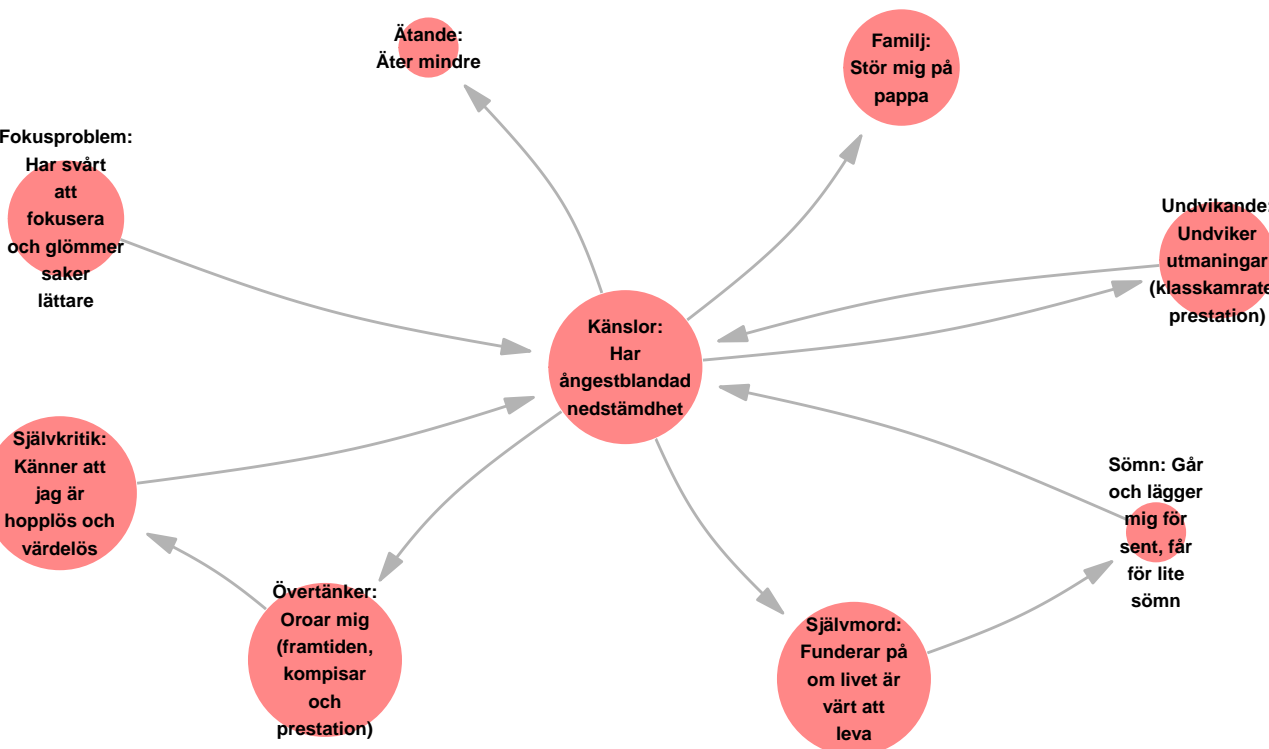 Ätande:
Äter mindre
Familj:
Stör mig på
pappa
Fokusproblem:
Har svårt
att
fokusera
och glömmer
saker
lättare
Undvikande:
Undviker
utmaningar
(klasskamrate
prestation)
Känslor:
Har
ångestblandad
nedstämdhet
Självkritik:
Känner att
jag är
hopplös och
värdelös
Sömn: Går
och lägger
mig för
sent, får
för lite
sömn
Övertänker:
Oroar mig
(framtiden,
kompisar
och
prestation)
Självmord:
Funderar på
om livet är
värt att
leva